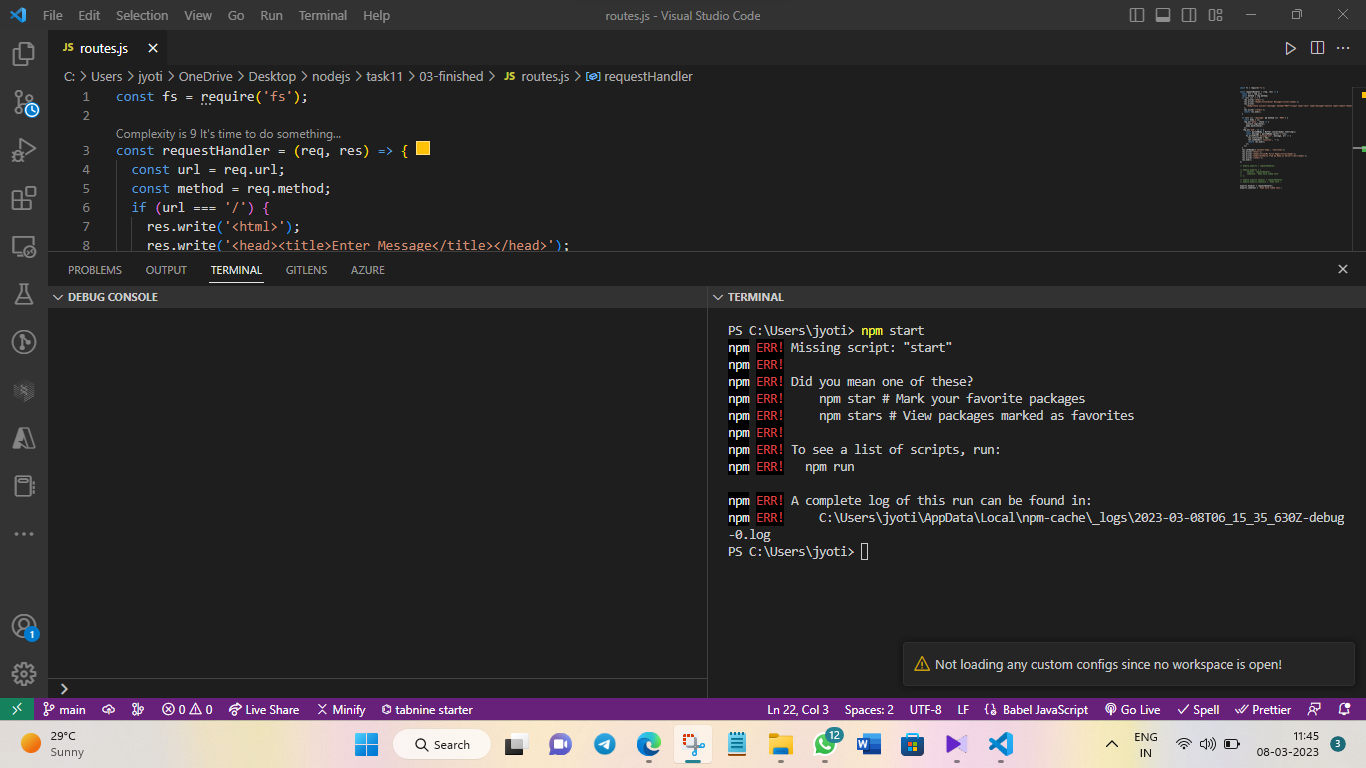 File Edit Selection View Go Run Terminal Help
routes.js - Visual Studio Code
JS routes.js
C: > Users > jyoti > OneDrive > Desktop > nodejs > task11 > 03-finished > JS routes.js > requestHandler
1 const fs = require('fs');
2
Complexity is 9 It's time to do something...
3 const requestHandler = (req, res) => {
4 const url = req.url;
5 const method = req.method;
6 if (url === '/') {
7 res.write('<html>');
8 res.write('<head><title>Enter Message</title></head>');
PROBLEMS OUTPUT TERMINAL GITLENS AZURE
DEBUG CONSOLE
TERMINAL
PS C:\Users\jyoti> npm start
npm ERR! Missing script: "start"
npm ERR!
npm ERR! Did you mean one of these?
npm ERR! npm star # Mark your favorite packages
npm ERR! npm stars # View packages marked as favorites
npm ERR!
npm ERR! To see a list of scripts, run:
npm ERR! npm run
npm ERR! A complete log of this run can be found in:
npm ERR! C:\Users\jyoti\AppData\Local\npm-cache\_logs\2023-03-08T06_15_35_630Z-debug
-0.log
PS C:\Users\jyoti>
1
Not loading any custom configs since no workspace is open!
main 0 0 Live Share Minify tabnine starter
Ln 22, Col 3 Spaces: 2 UTF-8 LF Babel JavaScript Go Live Spell Prettier
29°C
Sunny
Search
12
ENG
IN
11:45
08-03-2023
3